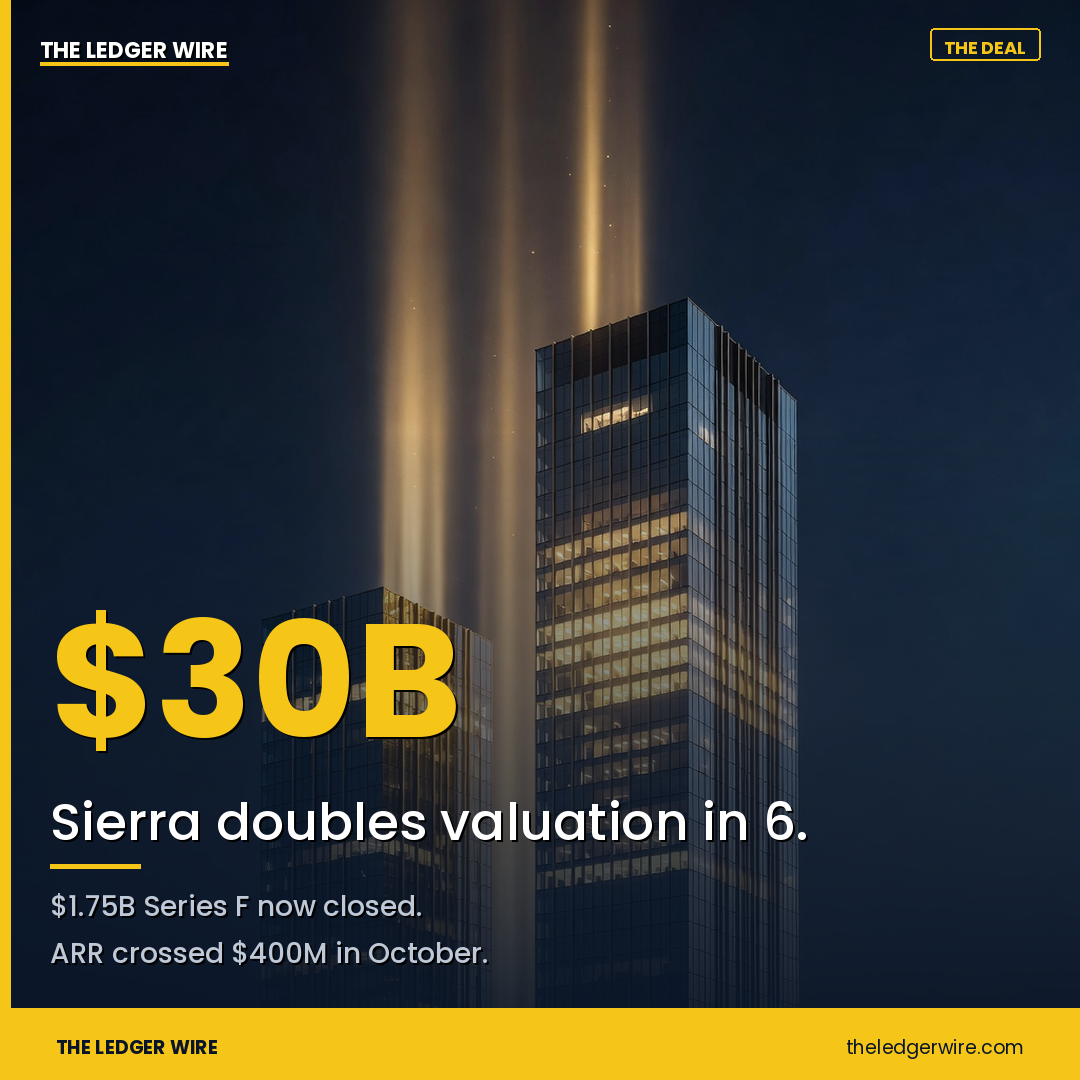 THE LEDGER WIRE
THE DEAL
$30B
Sierra doubles valuation in 6.
$1.75B Series F now closed.
ARR crossed $400M in October.
THE LEDGER WIRE
theledgerwire.com